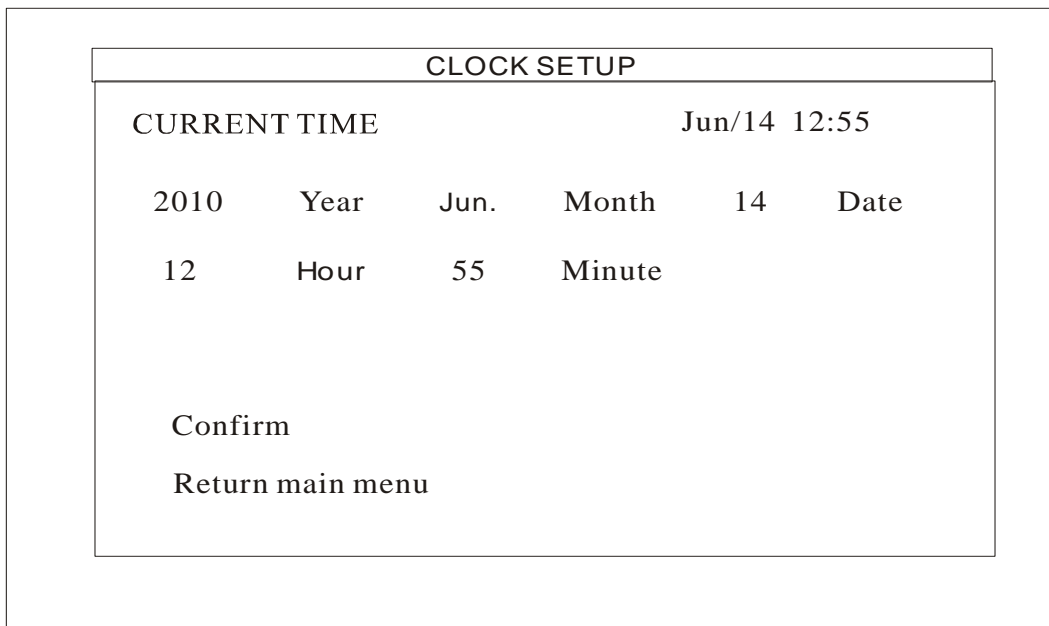 CLOCK SETUP
CURRENT TIME Jun/14 12:55
2010 Year Jun. Month 14 Date
12 Hour 55 Minute
Confirm
Return main menu